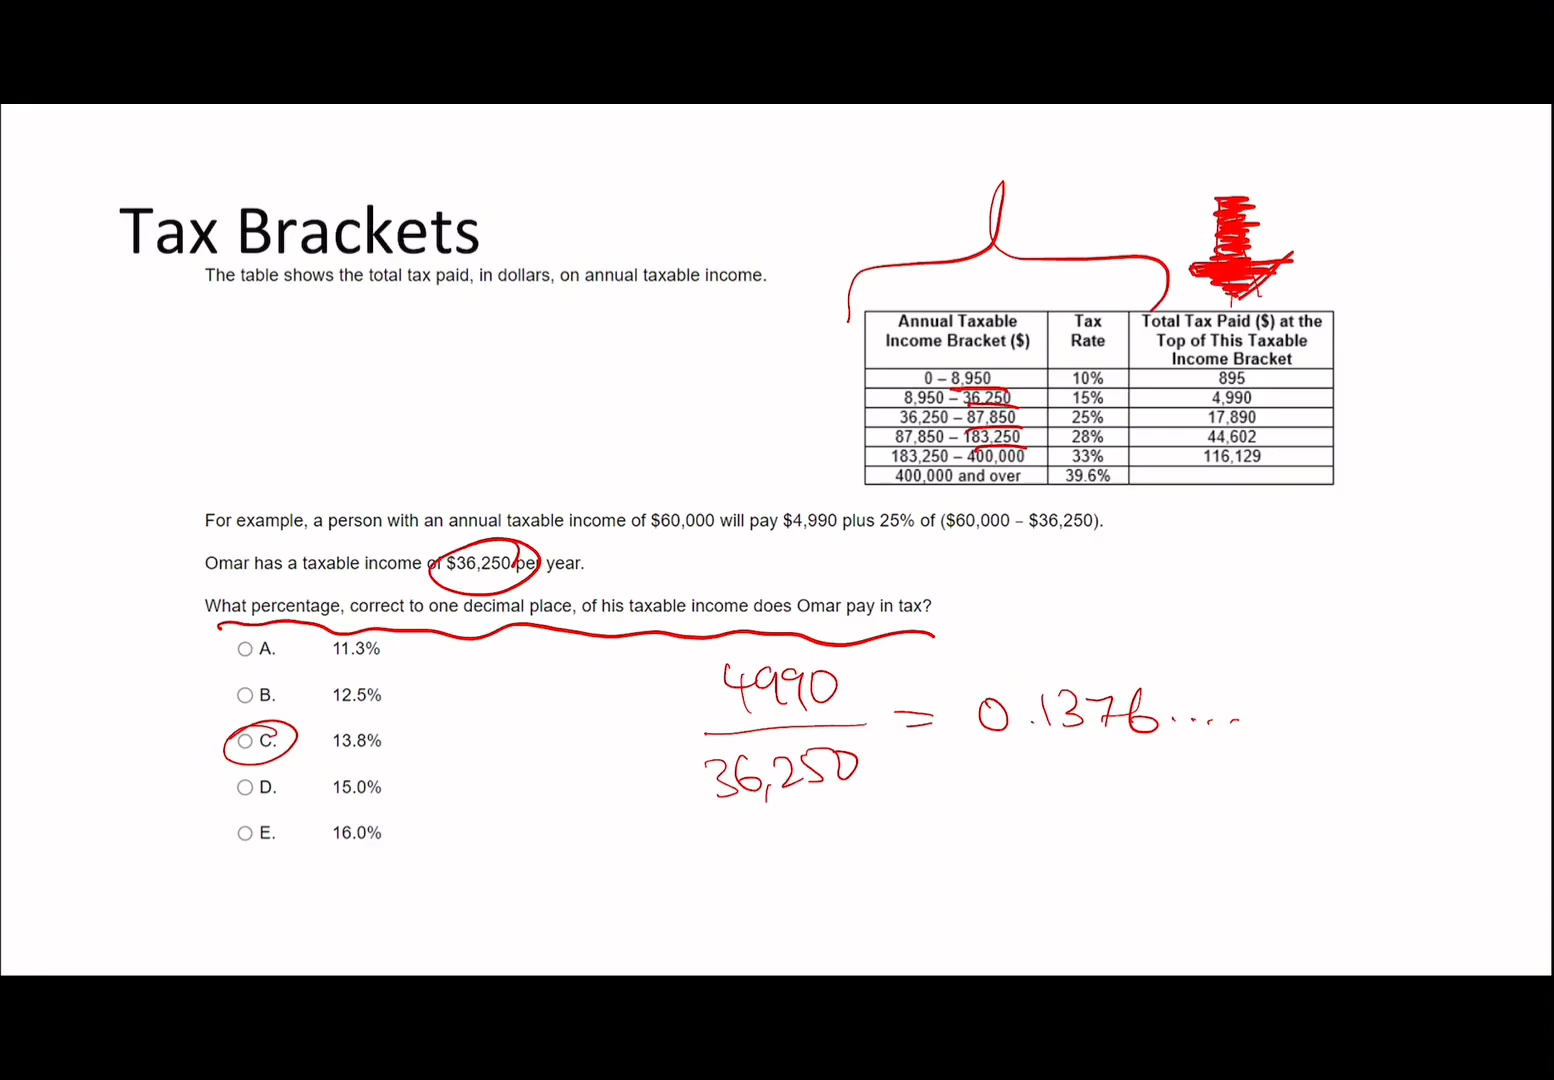 Tax Brackets
The table shows the total tax paid, in dollars, on annual taxable income.
Annual Taxable Income Bracket ($) Tax Rate Total Tax Paid ($) at the Top of This Taxable Income Bracket
0 – 8,950 10% 895
8,950 – 36,250 15% 4,990
36,250 – 87,850 25% 17,890
87,850 – 183,250 28% 44,602
183,250 – 400,000 33% 116,129
400,000 and over 39.6%
For example, a person with an annual taxable income of $60,000 will pay $4,990 plus 25% of ($60,000 – $36,250).
Omar has a taxable income of $36,250 per year.
What percentage, correct to one decimal place, of his taxable income does Omar pay in tax?
A. 11.3%
B. 12.5%
C. 13.8%
D. 15.0%
E. 16.0%
4990
36,250
= 0.1376....